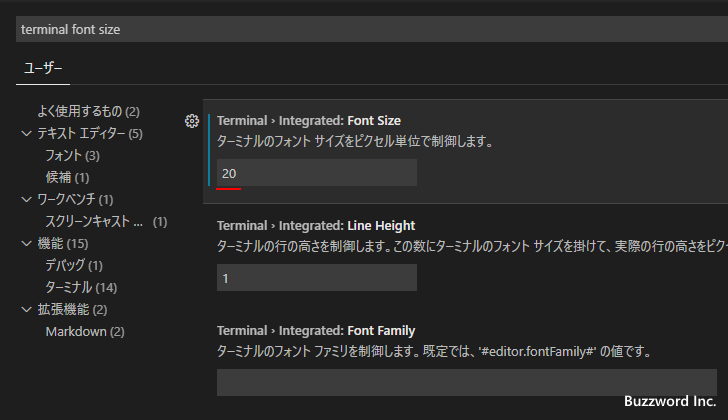 terminal font size
ユーザー
よく使用するもの (2)
テキスト エディター (5)
フォント (3)
候補 (1)
ワークベンチ (1)
スクリーンキャスト ... (1)
機能 (15)
デバッグ (1)
ターミナル (14)
拡張機能 (2)
Markdown (2)
Terminal › Integrated: Font Size
ターミナルのフォント サイズをピクセル単位で制御します。
20
Terminal › Integrated: Line Height
ターミナルの行の高さを制御します。この数にターミナルのフォント サイズを掛けて、実際の行の高さをピク
1
Terminal › Integrated: Font Family
ターミナルのフォント ファミリを制御します。既定では、'#editor.fontFamily#' の値です。
Buzzword Inc.